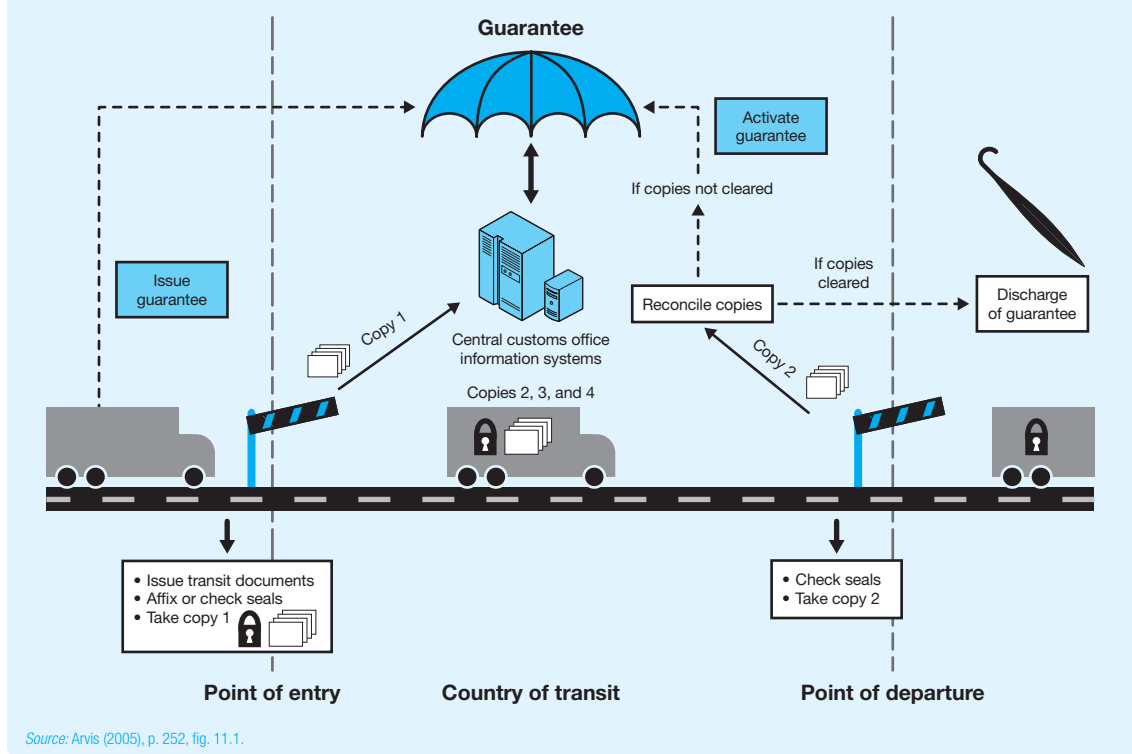 Guarantee
Activate
guarantee
If copies not cleared
Issue
guarantee
If copies
cleared
Reconcile copies
Discharge
of guarantee
Copy 1
Central customs office
information systems
Copy 2
Copies 2, 3, and 4
• Issue transit documents
• Affix or check seals
• Take copy 1
• Check seals
• Take copy 2
Point of entry
Country of transit
Point of departure
Source: Arvis (2005), p. 252, fig. 11.1.